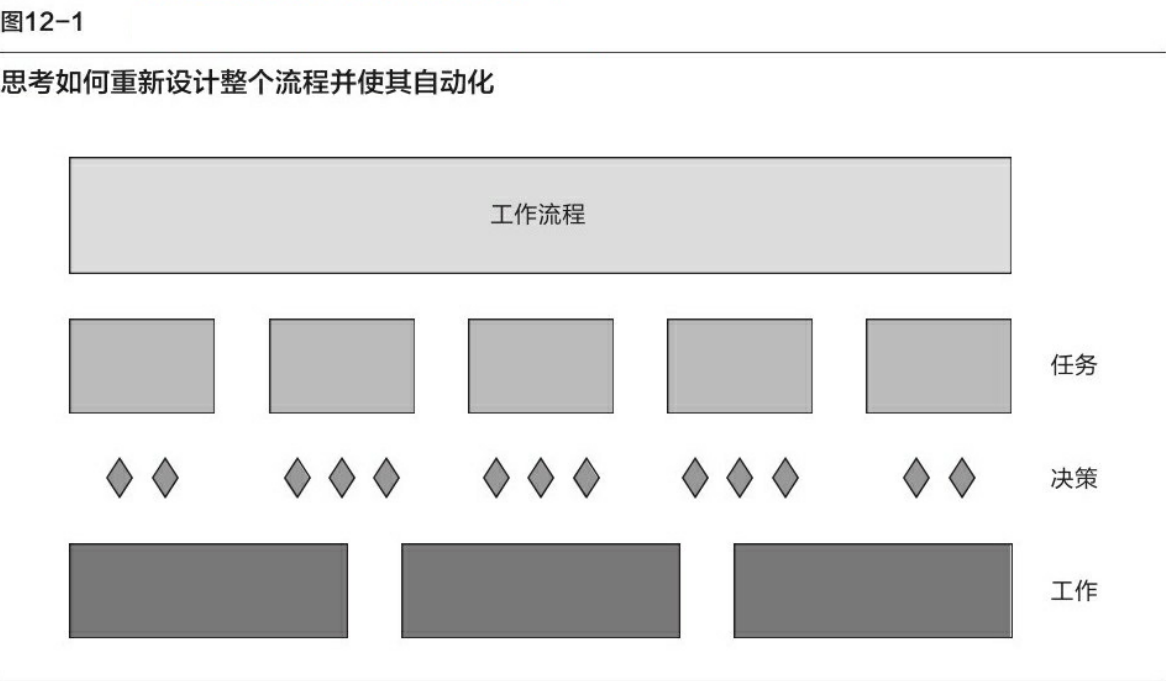 图12-1
思考如何重新设计整个流程并使其自动化
工作流程
任务
决策
工作